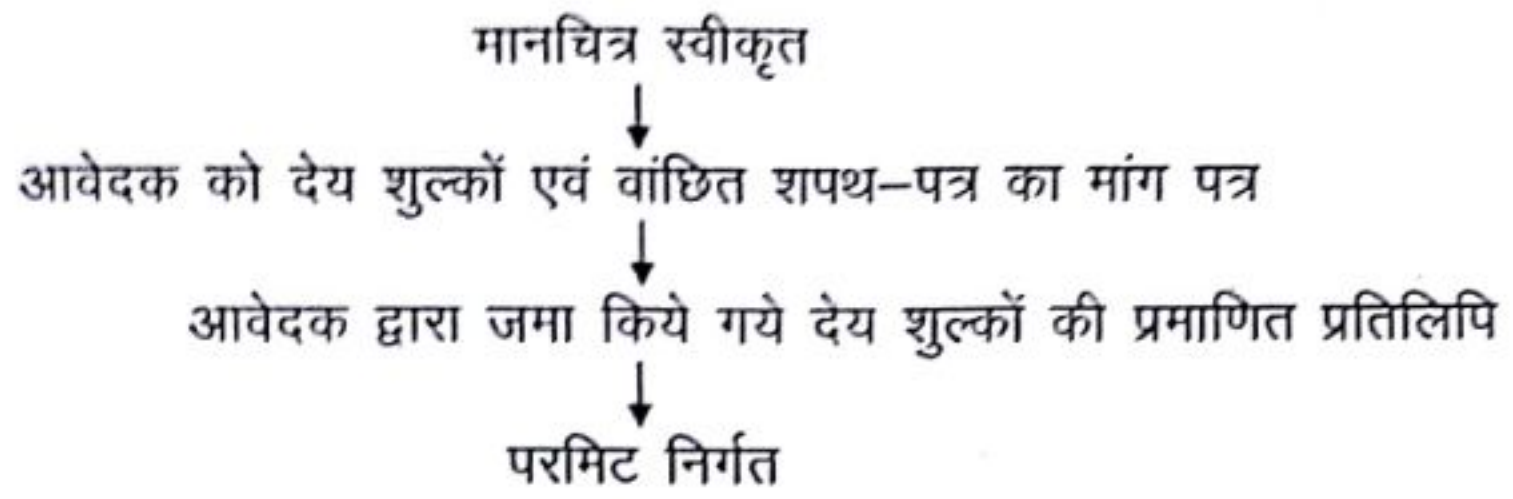 मानचित्र स्वीकृत
आवेदक को देय शुल्कों एवं वांछित शपथ–पत्र का मांग पत्र
आवेदक द्वारा जमा किये गये देय शुल्कों की प्रमाणित प्रतिलिपि
परमिट निर्गत